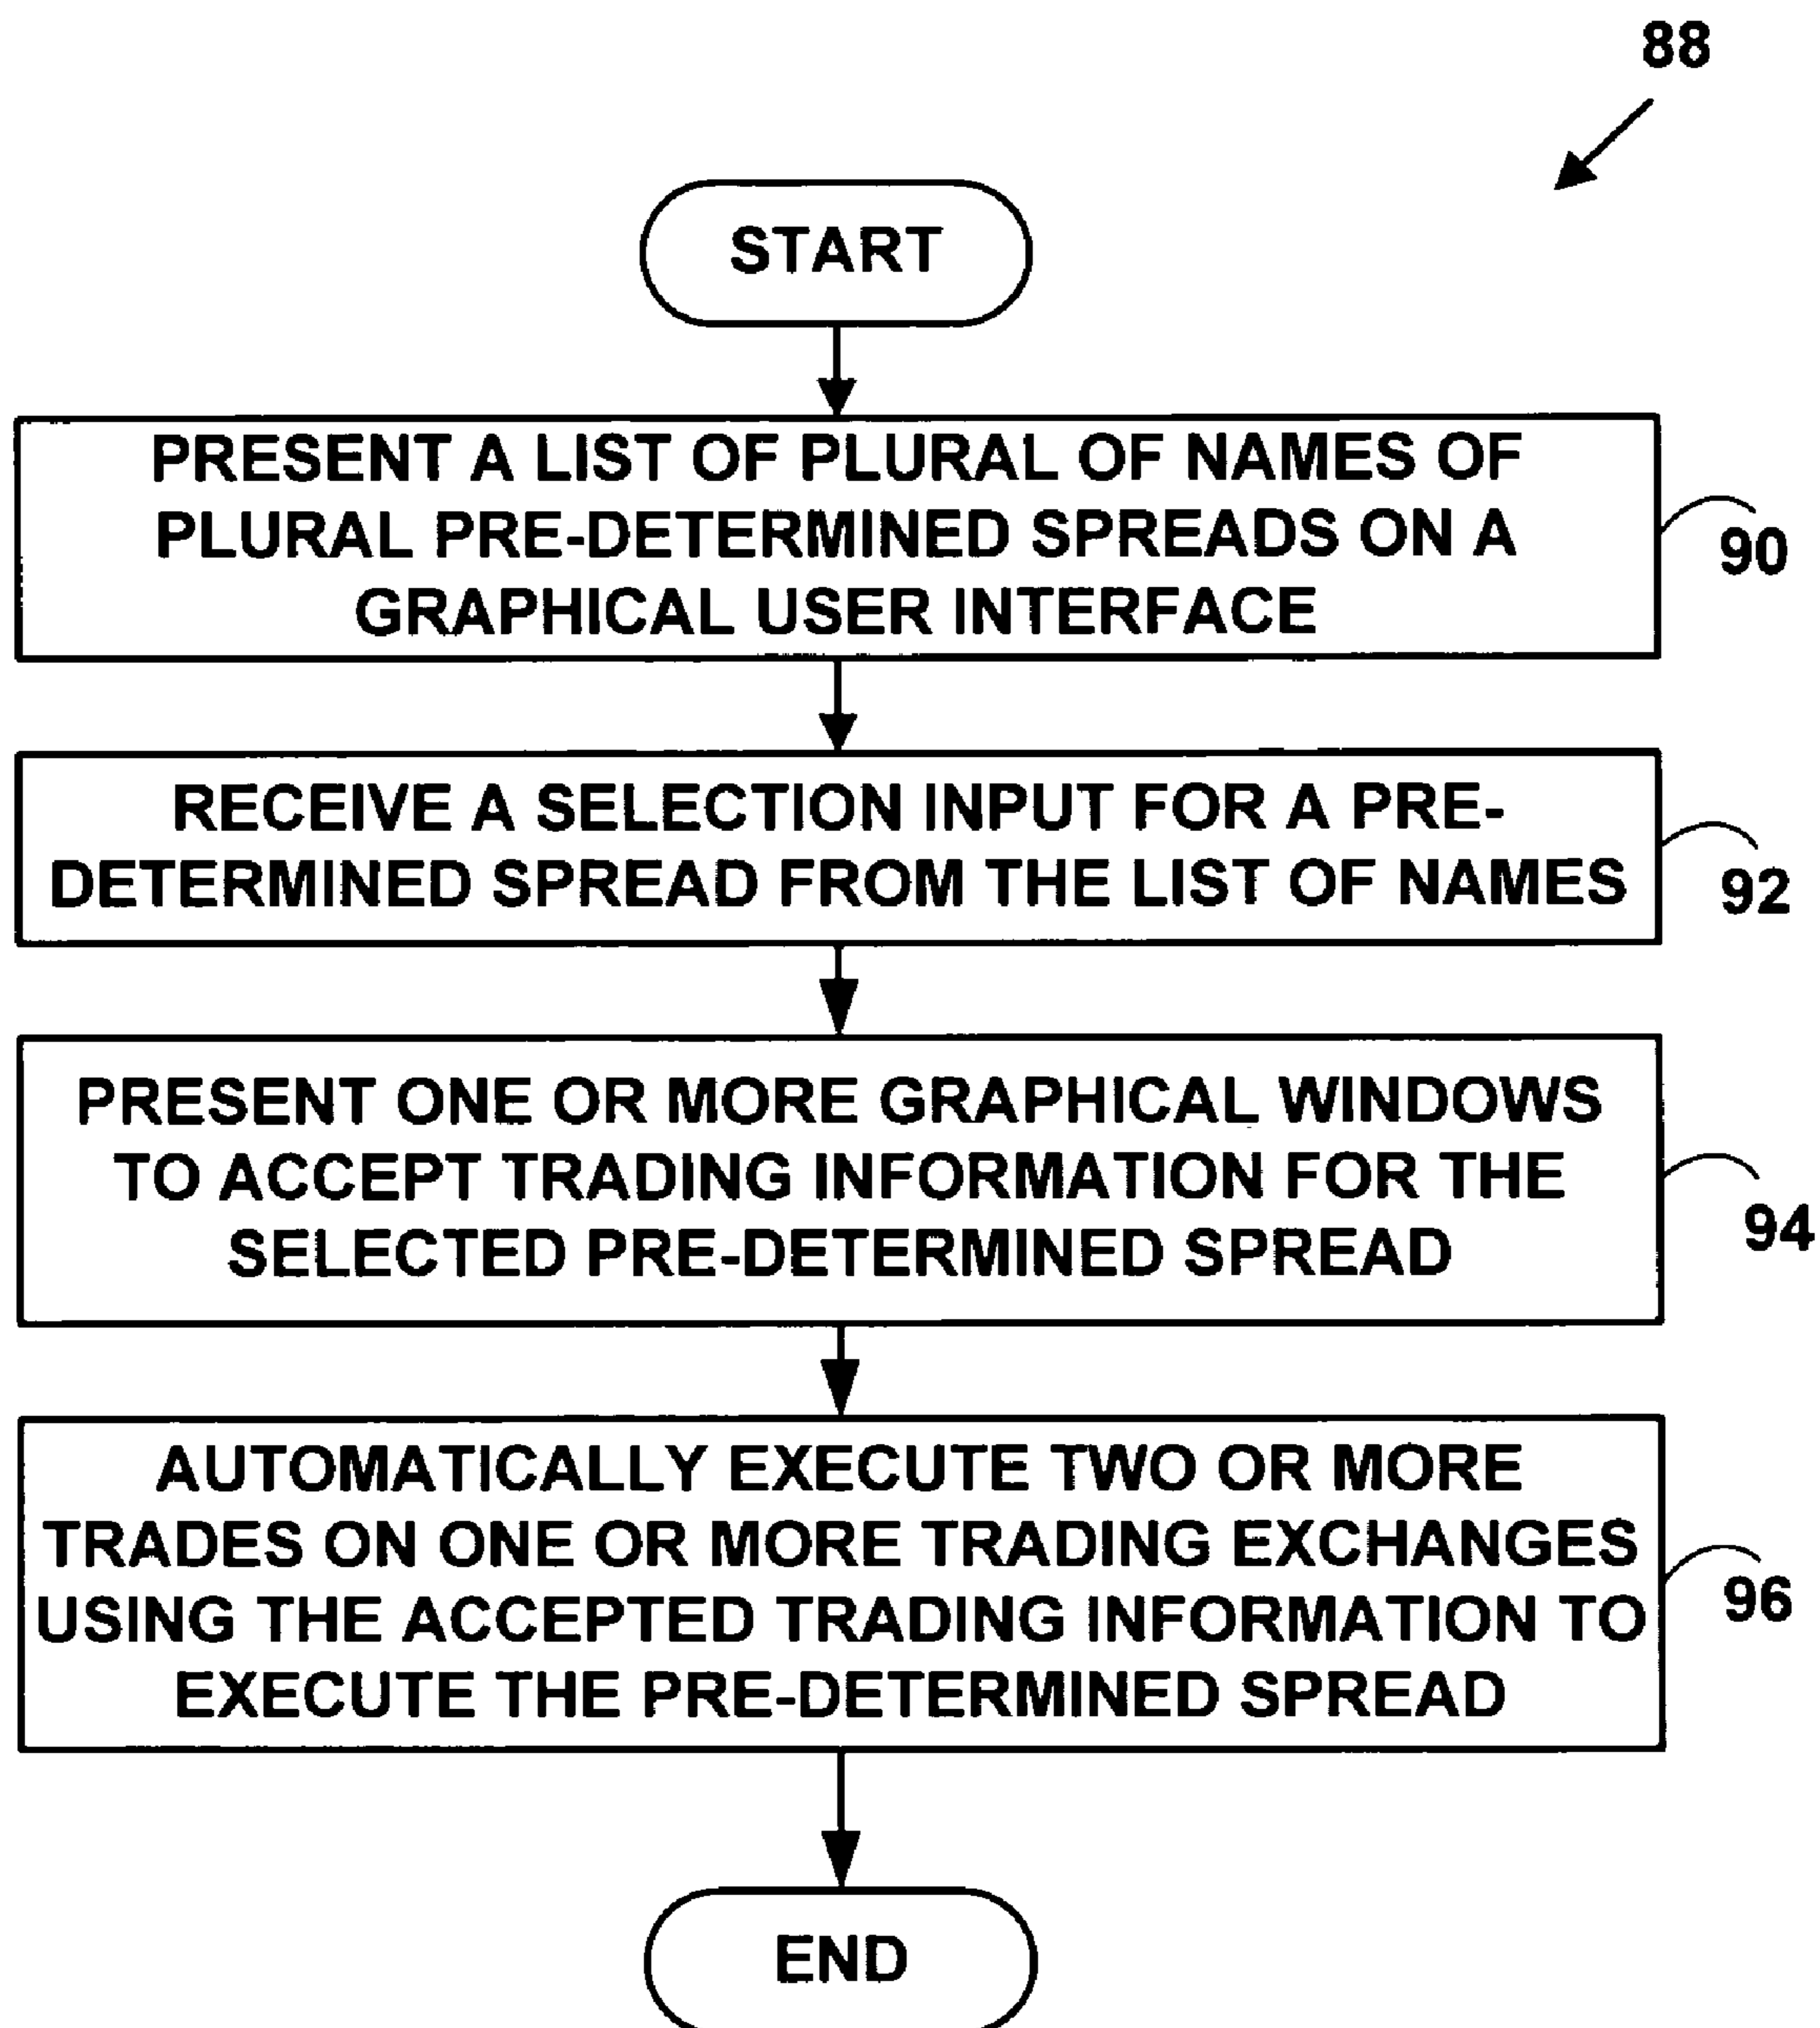 88
START
PRESENT A LIST OF PLURAL OF NAMES OF
PLURAL PRE-DETERMINED SPREADS ON A
GRAPHICAL USER INTERFACE
90
RECEIVE A SELECTION INPUT FOR A PRE-
DETERMINED SPREAD FROM THE LIST OF NAMES
92
PRESENT ONE OR MORE GRAPHICAL WINDOWS
TO ACCEPT TRADING INFORMATION FOR THE
SELECTED PRE-DETERMINED SPREAD
94
AUTOMATICALLY EXECUTE TWO OR MORE
TRADES ON ONE OR MORE TRADING EXCHANGES
USING THE ACCEPTED TRADING INFORMATION TO
EXECUTE THE PRE-DETERMINED SPREAD
96
END